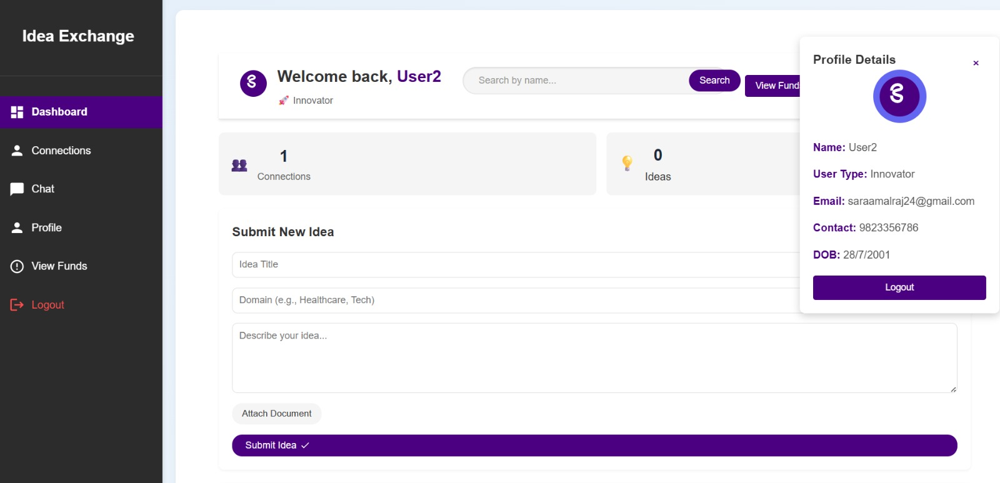 Idea Exchange
Dashboard
Connections
Chat
Profile
View Funds
Logout
Welcome back, User2
Innovator
Search by name...
Search
View Funds
1
Connections
0
Ideas
Submit New Idea
Idea Title
Domain (e.g., Healthcare, Tech)
Describe your idea...
Attach Document
Submit Idea
Profile Details
×
Name: User2
User Type: Innovator
Email: saraamalraj24@gmail.com
Contact: 9823356786
DOB: 28/7/2001
Logout